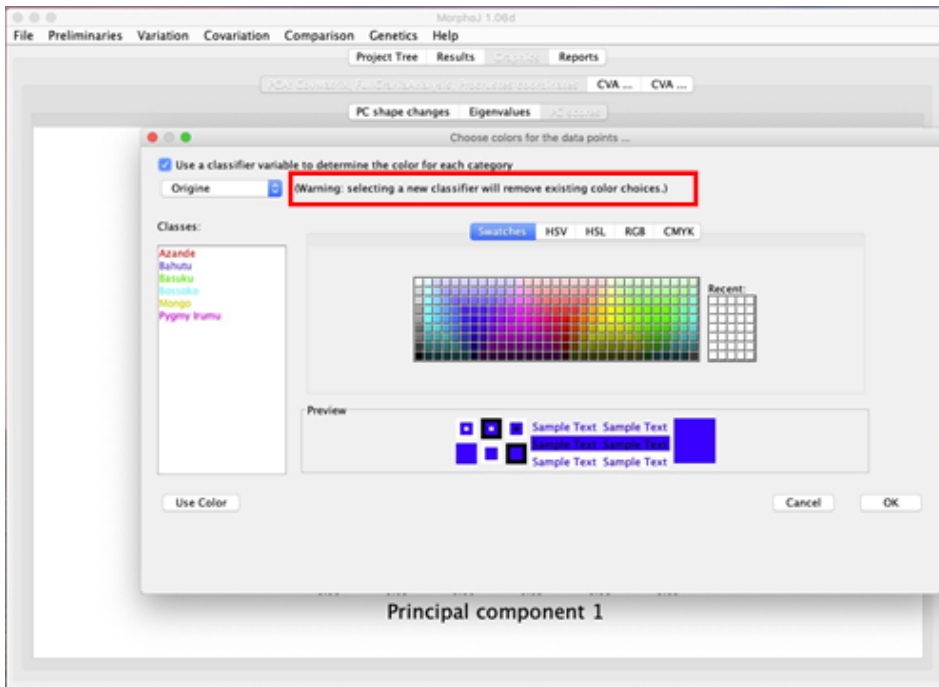 MorphoJ 1.06d
File Preliminaries Variation Covariation Comparison Genetics Help
Project Tree Results Graphics Reports
CVA ... CVA ...
PC shape changes Eigenvalues PC scores
Choose colors for the data points ...
Use a classifier variable to determine the color for each category
Origine (Warning: selecting a new classifier will remove existing color choices.)
Classes:
Swatches HSV HSL RGB CMYK
Azande
Bahutu
Basuku
Bossoko
Mongo
Pygmy Irumu
Recent:
Preview
Sample Text Sample Text
Sample Text Sample Text
Sample Text Sample Text
Use Color Cancel OK
Principal component 1